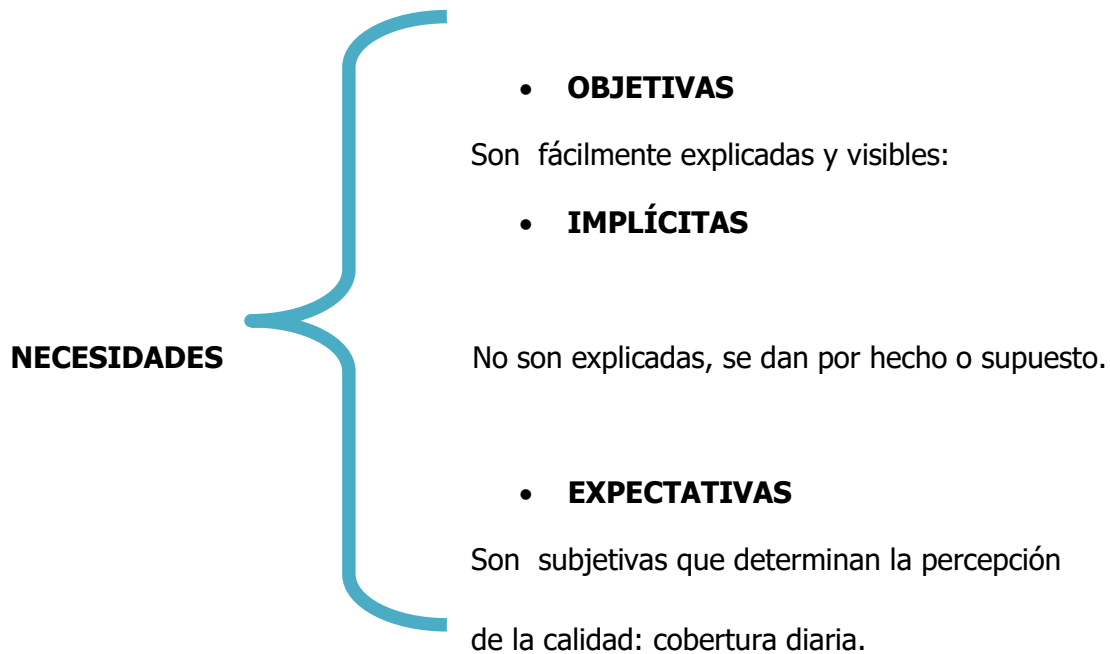 • OBJETIVAS
Son fácilmente explicadas y visibles:
• IMPLÍCITAS
NECESIDADES
No son explicadas, se dan por hecho o supuesto.
• EXPECTATIVAS
Son subjetivas que determinan la percepción
de la calidad: cobertura diaria.